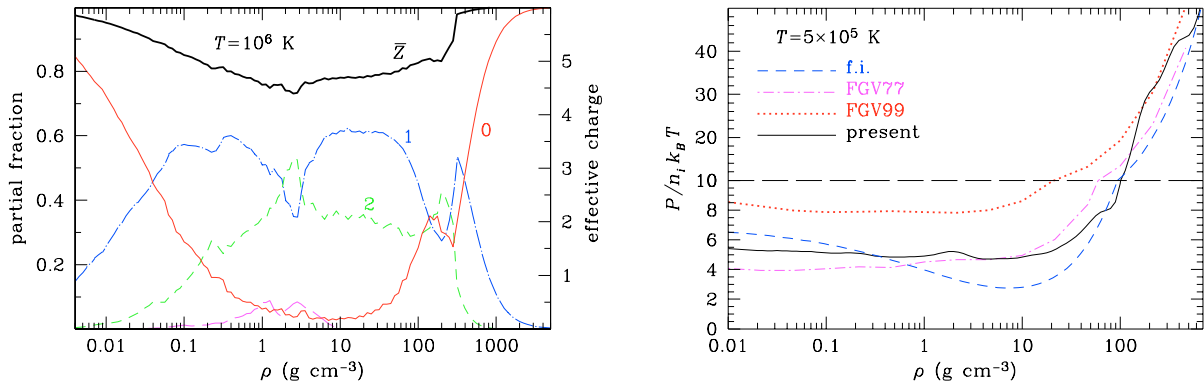 T=10⁶ K
Z̄
0
1
2
0.8
0.6
0.4
0.2
partial fraction
5
4
3
2
1
effective charge
0.01 0.1 1 10 100 1000
ρ (g cm⁻³)
T=5×10⁵ K
f.i.
FGV77
FGV99
present
40
30
20
10
8
6
4
2
0
P/nᵢ k_B T
0.01 0.1 1 10 100
ρ (g cm⁻³)